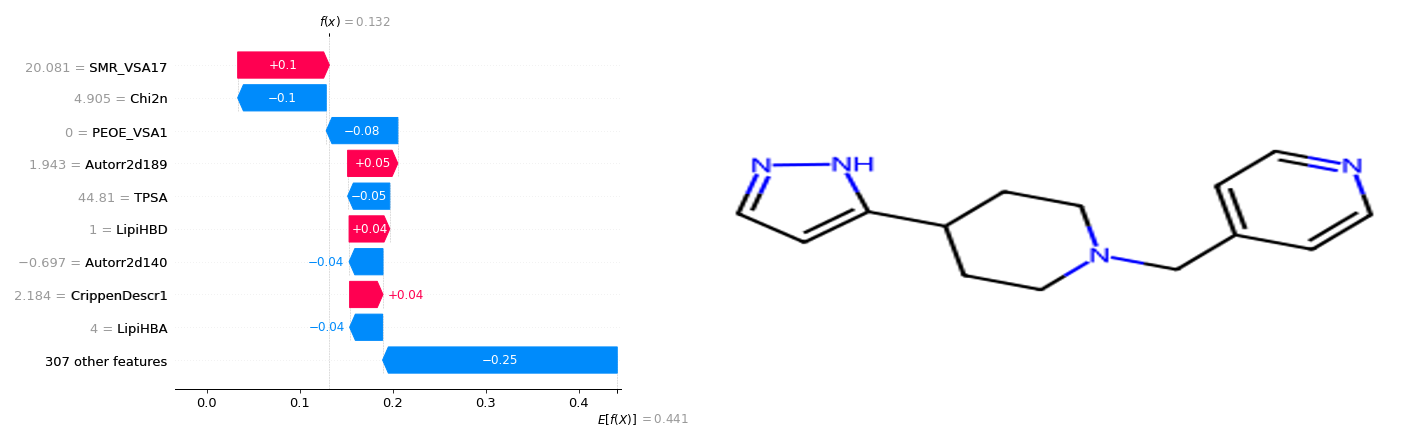 f(x) = 0.132
20.081 = SMR_VSA17
+0.1
4.905 = Chi2n
−0.1
0 = PEOE_VSA1
−0.08
1.943 = Autorr2d189
+0.05
44.81 = TPSA
−0.05
1 = LipiHBD
+0.04
−0.697 = Autorr2d140
−0.04
2.184 = CrippenDescr1
+0.04
4 = LipiHBA
−0.04
307 other features
−0.25
0.0 0.1 0.2 0.3 0.4
E[f(X)] = 0.441
N NH
N
N